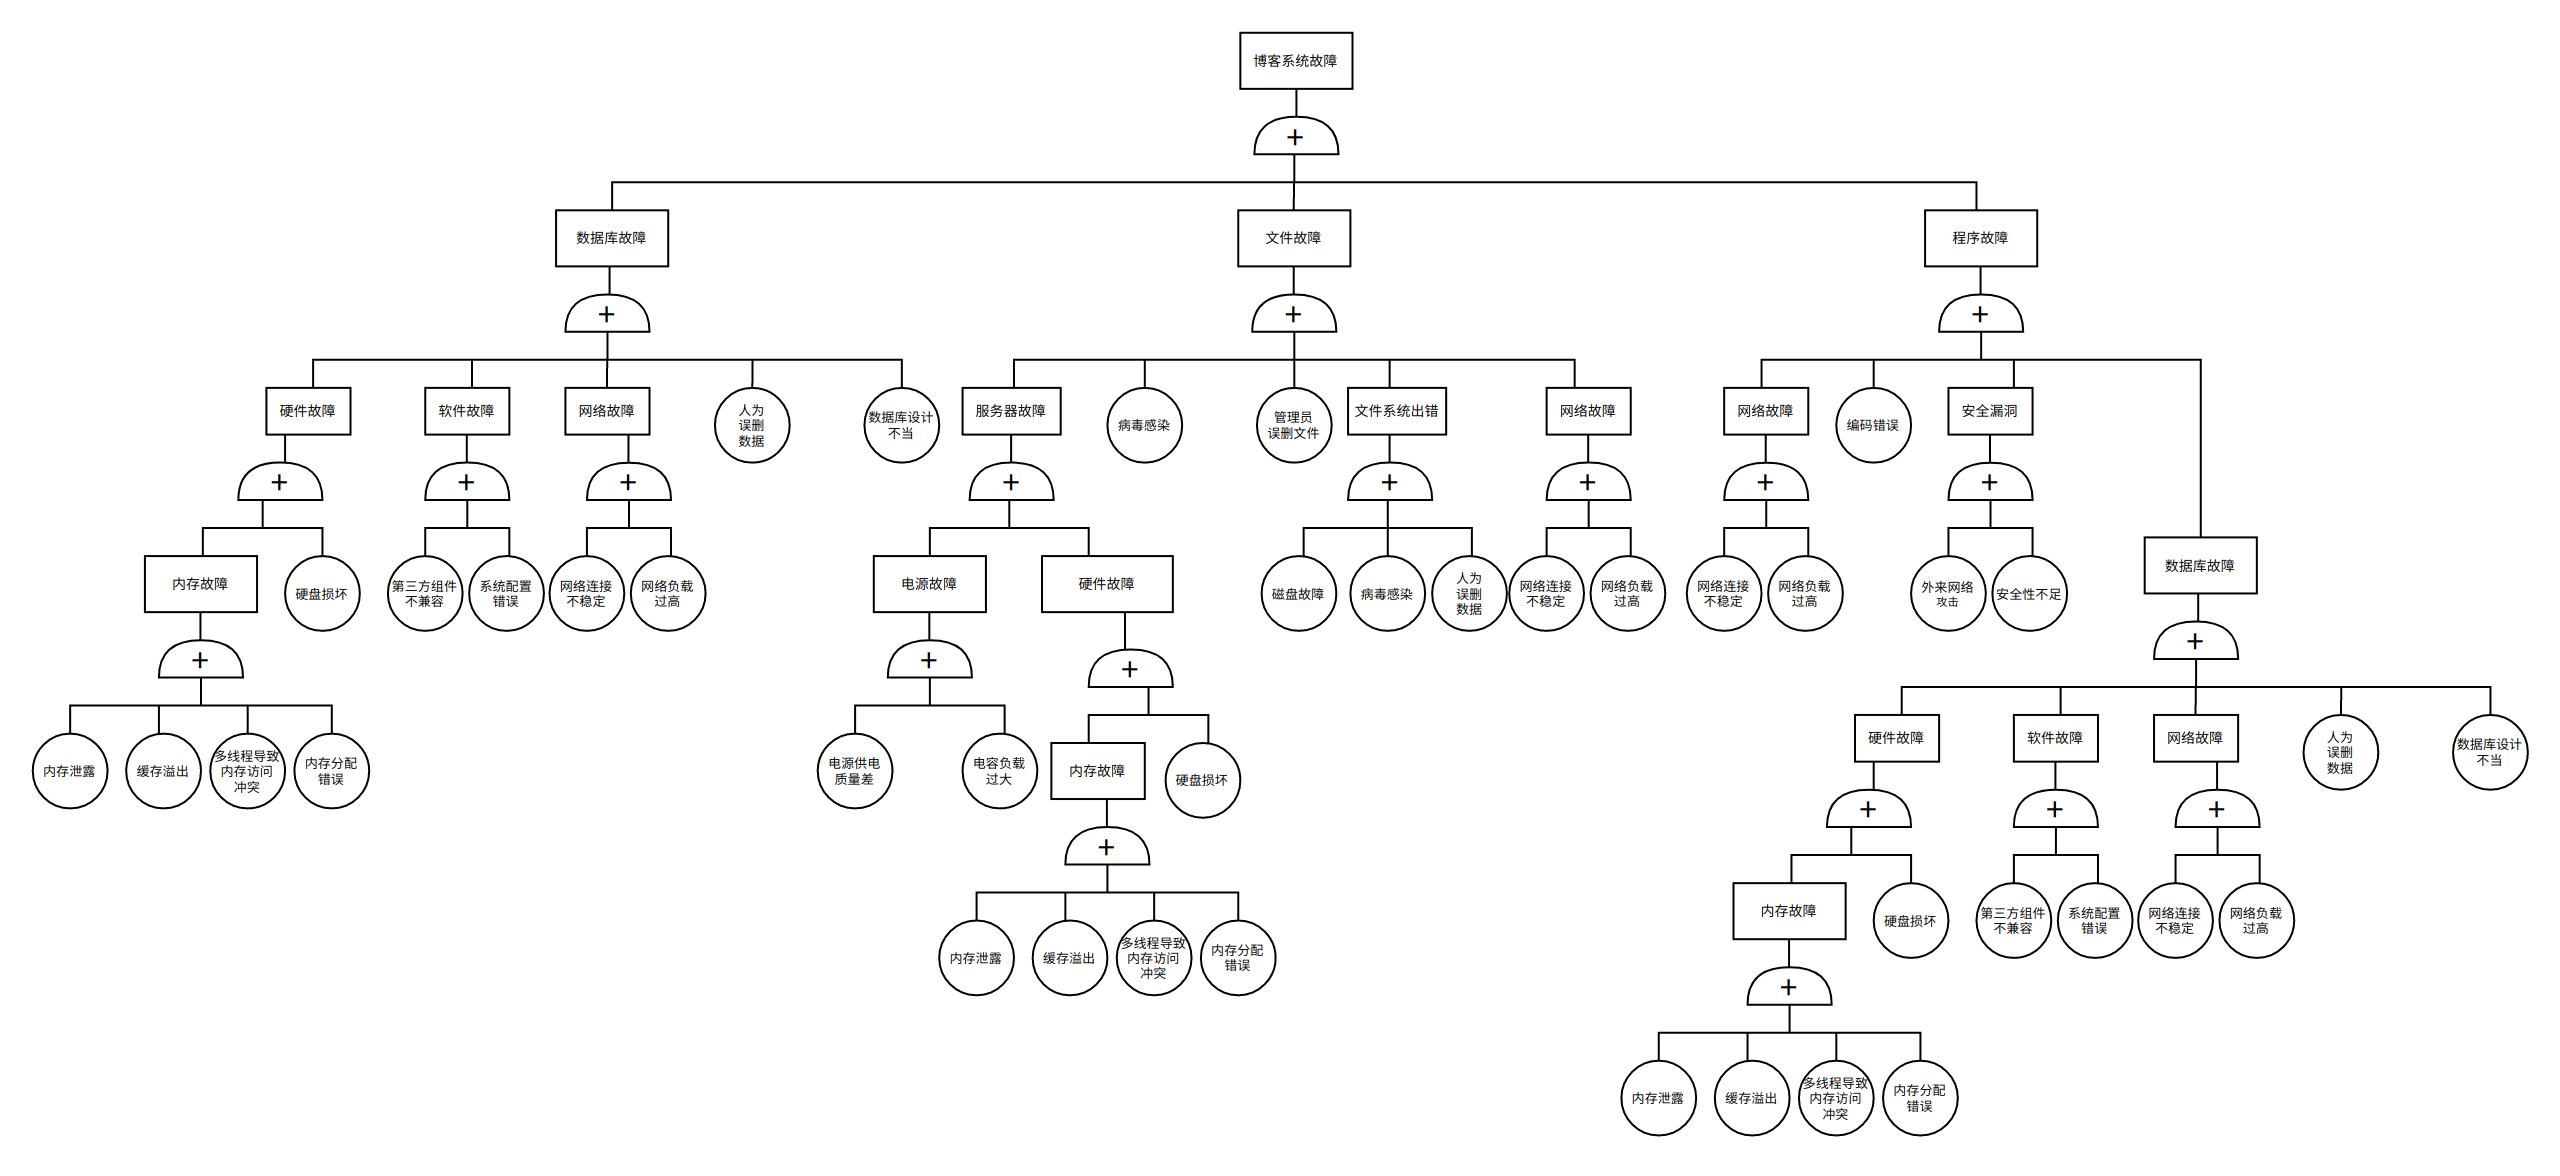 博客系统故障
+
数据库故障
文件故障
程序故障
+
+
+
硬件故障
软件故障
网络故障
人为
误删
数据
数据库设计
不当
服务器故障
病毒感染
管理员
误删文件
文件系统出错
网络故障
网络故障
编码错误
安全漏洞
+
+
+
+
+
+
+
+
内存故障
硬盘损坏
第三方组件
不兼容
系统配置
错误
网络连接
不稳定
网络负载
过高
电源故障
硬件故障
磁盘故障
病毒感染
人为
误删
数据
网络连接
不稳定
网络负载
过高
网络连接
不稳定
网络负载
过高
外来网络
攻击
安全性不足
数据库故障
+
+
+
+
内存泄露
缓存溢出
多线程导致
内存访问
冲突
内存分配
错误
电源供电
质量差
电容负载
过大
内存故障
硬盘损坏
硬件故障
软件故障
网络故障
人为
误删
数据
数据库设计
不当
+
+
+
+
内存泄露
缓存溢出
多线程导致
内存访问
冲突
内存分配
错误
内存故障
硬盘损坏
第三方组件
不兼容
系统配置
错误
网络连接
不稳定
网络负载
过高
+
内存泄露
缓存溢出
多线程导致
内存访问
冲突
内存分配
错误